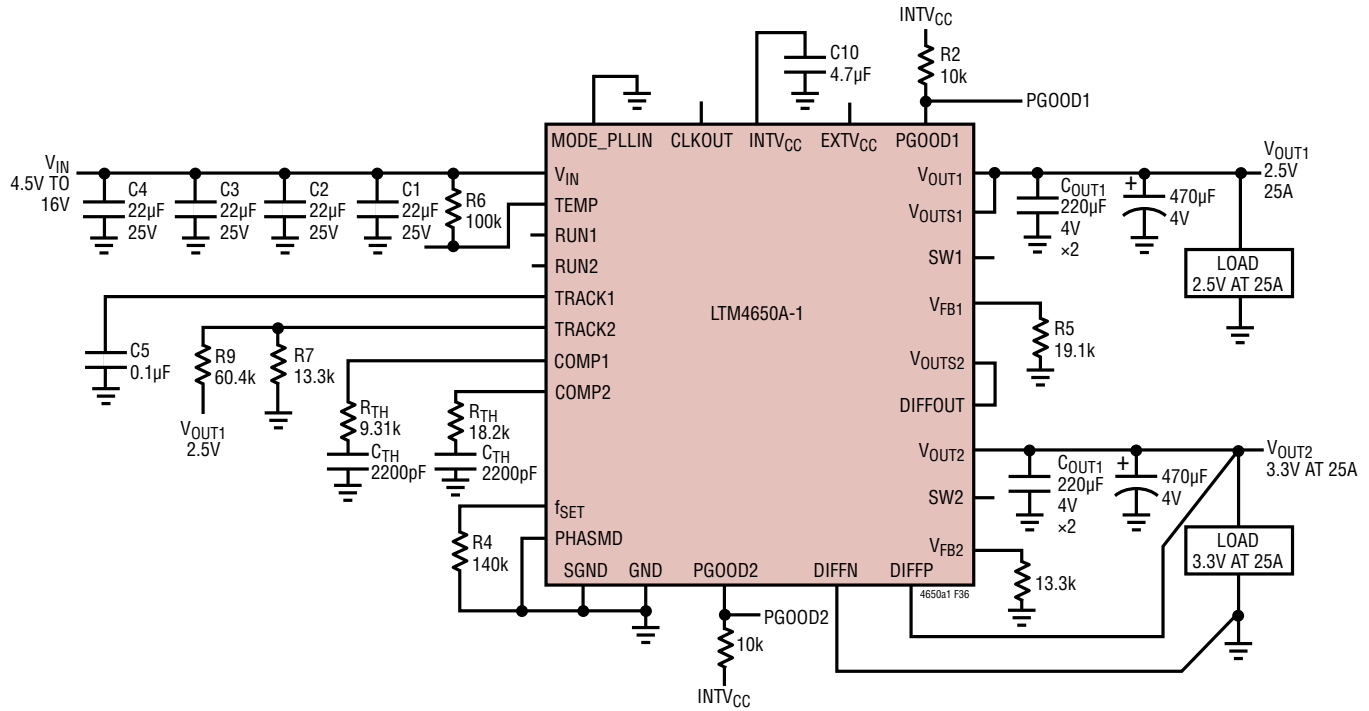 INTVCC
R2
10k
PGOOD1
C10
4.7µF
MODE_PLLIN
CLKOUT
INTVCC
EXTVCC
PGOOD1
VIN
4.5V TO
16V
C4
22µF
25V
C3
22µF
25V
C2
22µF
25V
C1
22µF
25V
R6
100k
VIN
TEMP
RUN1
RUN2
TRACK1
TRACK2
COMP1
COMP2
fSET
PHASMD
LTM4650A-1
VOUT1
VOUTS1
SW1
VFB1
VOUTS2
DIFFOUT
VOUT2
SW2
VFB2
SGND
GND
PGOOD2
DIFFN
DIFFP
COUT1
220µF
4V
×2
+
470µF
4V
VOUT1
2.5V
25A
LOAD
2.5V AT 25A
R5
19.1k
C5
0.1µF
R9
60.4k
VOUT1
2.5V
R7
13.3k
RTH
9.31k
CTH
2200pF
RTH
18.2k
CTH
2200pF
R4
140k
COUT1
220µF
4V
×2
+
470µF
4V
VOUT2
3.3V AT 25A
LOAD
3.3V AT 25A
13.3k
4650a1 F36
PGOOD2
10k
INTVCC